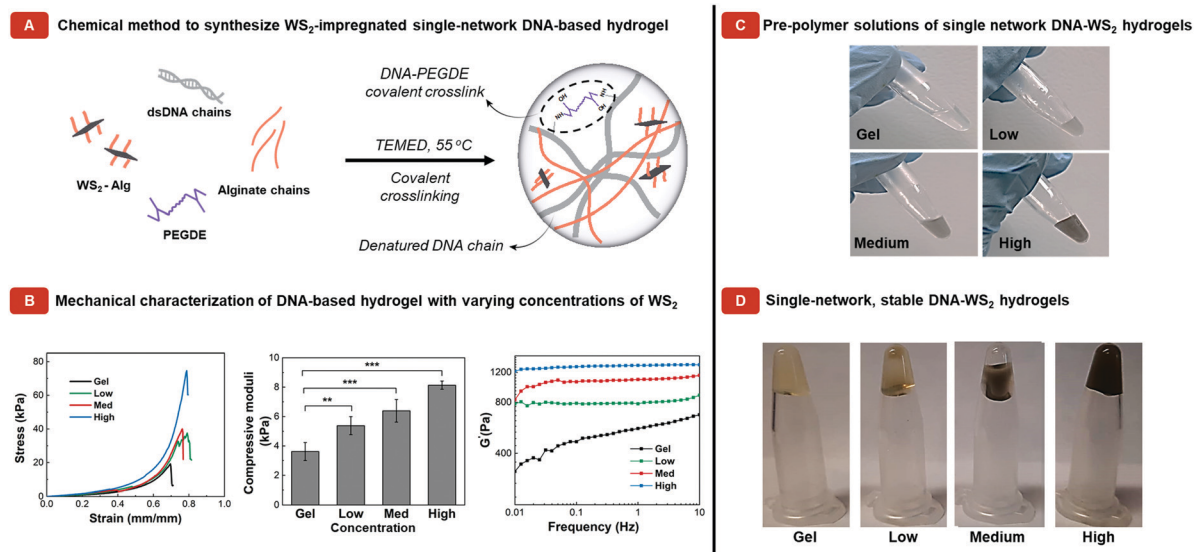 A Chemical method to synthesize WS₂-impregnated single-network DNA-based hydrogel
dsDNA chains
WS₂ - Alg
Alginate chains
PEGDE
TEMED, 55 °C
Covalent
crosslinking
DNA-PEGDE
covalent crosslink
OH
NH
NH
OH
Denatured DNA chain
B Mechanical characterization of DNA-based hydrogel with varying concentrations of WS₂
Stress (kPa)
80
60
40
20
0
Gel
Low
Med
High
0.0 0.2 0.4 0.6 0.8 1.0
Strain (mm/mm)
Compressive moduli
(kPa)
10
8
6
4
2
0
***
***
**
Gel Low Med High
Concentration
G'(Pa)
1200
800
400
Gel
Low
Med
High
0.01 0.1 1 10
Frequency (Hz)
C Pre-polymer solutions of single network DNA-WS₂ hydrogels
Gel
Low
Medium
High
D Single-network, stable DNA-WS₂ hydrogels
Gel Low Medium High